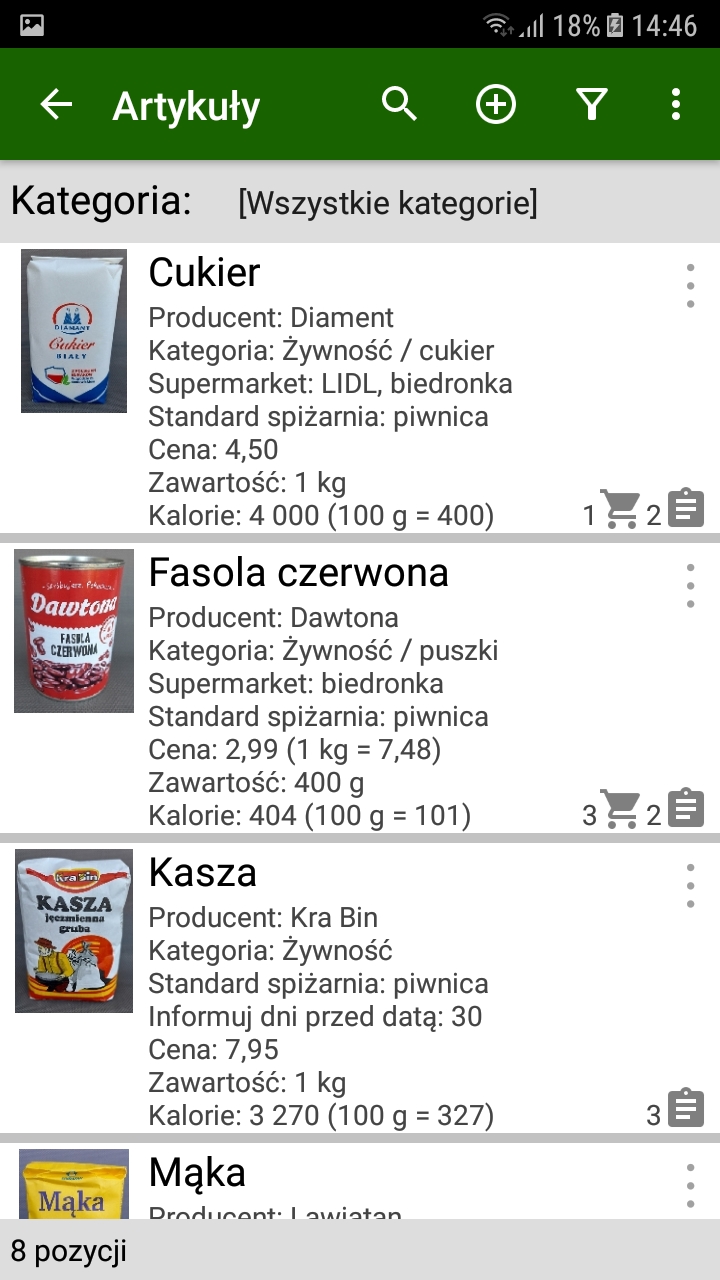 18% 14:46
Artykuły
Kategoria: [Wszystkie kategorie]
DIAMANT
Cukier
BIAŁY
Cukier
Producent: Diament
Kategoria: Żywność / cukier
Supermarket: LIDL, biedronka
Standard spiżarnia: piwnica
Cena: 4,50
Zawartość: 1 kg
Kalorie: 4 000 (100 g = 400)
1 2
Dawtona
FASOLA
CZERWONA
Fasola czerwona
Producent: Dawtona
Kategoria: Żywność / puszki
Supermarket: biedronka
Standard spiżarnia: piwnica
Cena: 2,99 (1 kg = 7,48)
Zawartość: 400 g
Kalorie: 404 (100 g = 101)
3 2
Kra Bin
KASZA
jęczmienna
gruba
Kasza
Producent: Kra Bin
Kategoria: Żywność
Standard spiżarnia: piwnica
Informuj dni przed datą: 30
Cena: 7,95
Zawartość: 1 kg
Kalorie: 3 270 (100 g = 327)
3
Mąka
Mąka
Producent: Lawiatan
8 pozycji